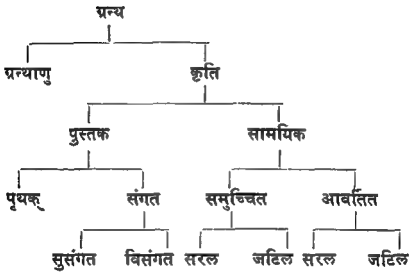 ग्रन्थ
ग्रन्थाणु कृति
पुस्तक सामयिक
पृथक् संगत समुच्चित आवर्तित
सुसंगत विसंगत सरल जटिल सरल जटिल